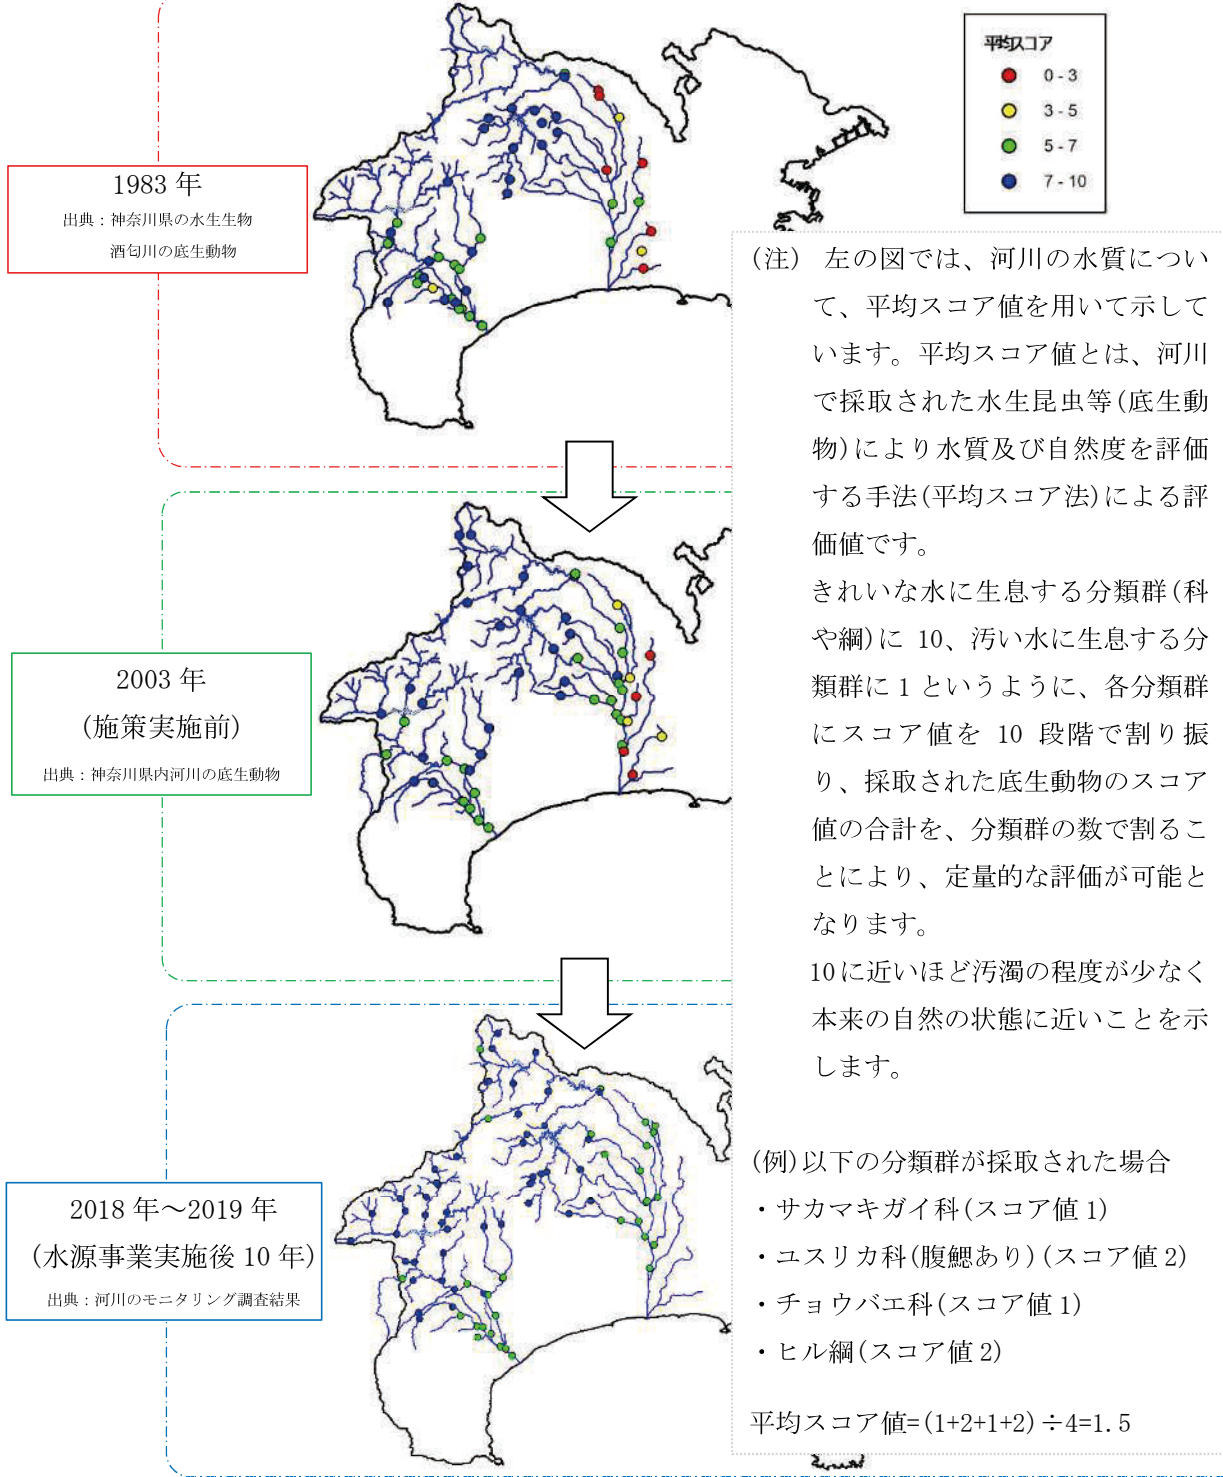 平均スコア
0 - 3
3 - 5
5 - 7
7 - 10
1983 年
出典：神奈川県の水生生物
酒匂川の底生動物
2003 年
(施策実施前)
出典：神奈川県内河川の底生動物
2018 年～2019 年
(水源事業実施後 10 年)
出典：河川のモニタリング調査結果
(注)　左の図では、河川の水質につい
て、平均スコア値を用いて示して
います。平均スコア値とは、河川
で採取された水生昆虫等(底生動
物)により水質及び自然度を評価
する手法(平均スコア法)による評
価値です。
きれいな水に生息する分類群(科
や綱)に 10、汚い水に生息する分
類群に 1 というように、各分類群
にスコア値を 10 段階で割り振
り、採取された底生動物のスコア
値の合計を、分類群の数で割るこ
とにより、定量的な評価が可能と
なります。
10に近いほど汚濁の程度が少なく
本来の自然の状態に近いことを示
します。
(例)以下の分類群が採取された場合
・サカマキガイ科(スコア値 1)
・ユスリカ科(腹鰓あり)(スコア値 2)
・チョウバエ科(スコア値 1)
・ヒル綱(スコア値 2)
平均スコア値=(1+2+1+2)÷4=1.5